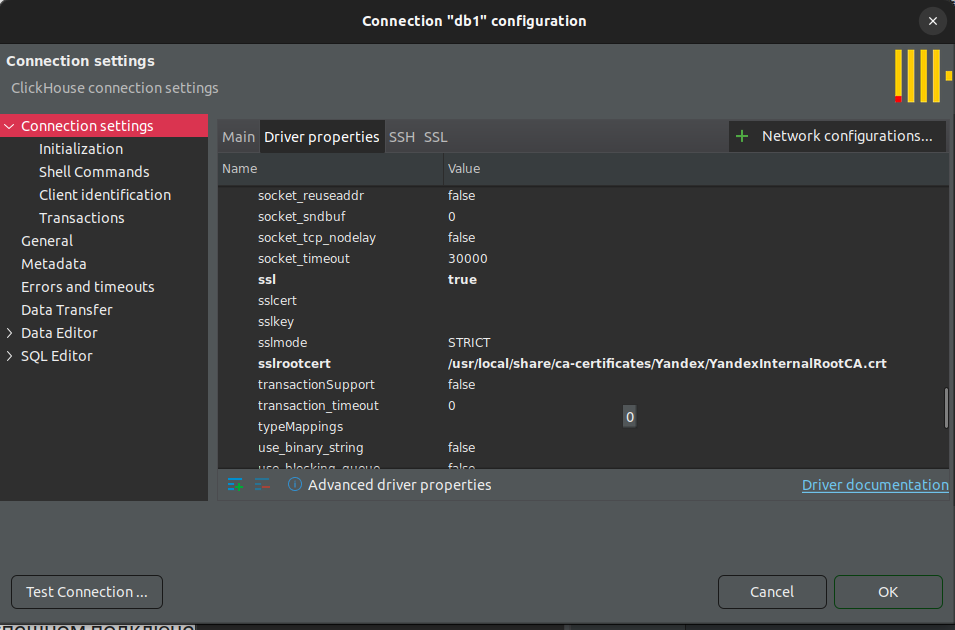 Connection "db1" configuration
Connection settings
ClickHouse connection settings
Connection settings
Initialization
Shell Commands
Client identification
Transactions
General
Metadata
Errors and timeouts
Data Transfer
Data Editor
SQL Editor
Main Driver properties SSH SSL Network configurations...
Name Value
socket_reuseaddr false
socket_sndbuf 0
socket_tcp_nodelay false
socket_timeout 30000
ssl true
sslcert
sslkey
sslmode STRICT
sslrootcert /usr/local/share/ca-certificates/Yandex/YandexInternalRootCA.crt
transactionSupport false
transaction_timeout 0
0
typeMappings
use_binary_string false
use_blocking_queue false
Advanced driver properties Driver documentation
Test Connection ... Cancel OK